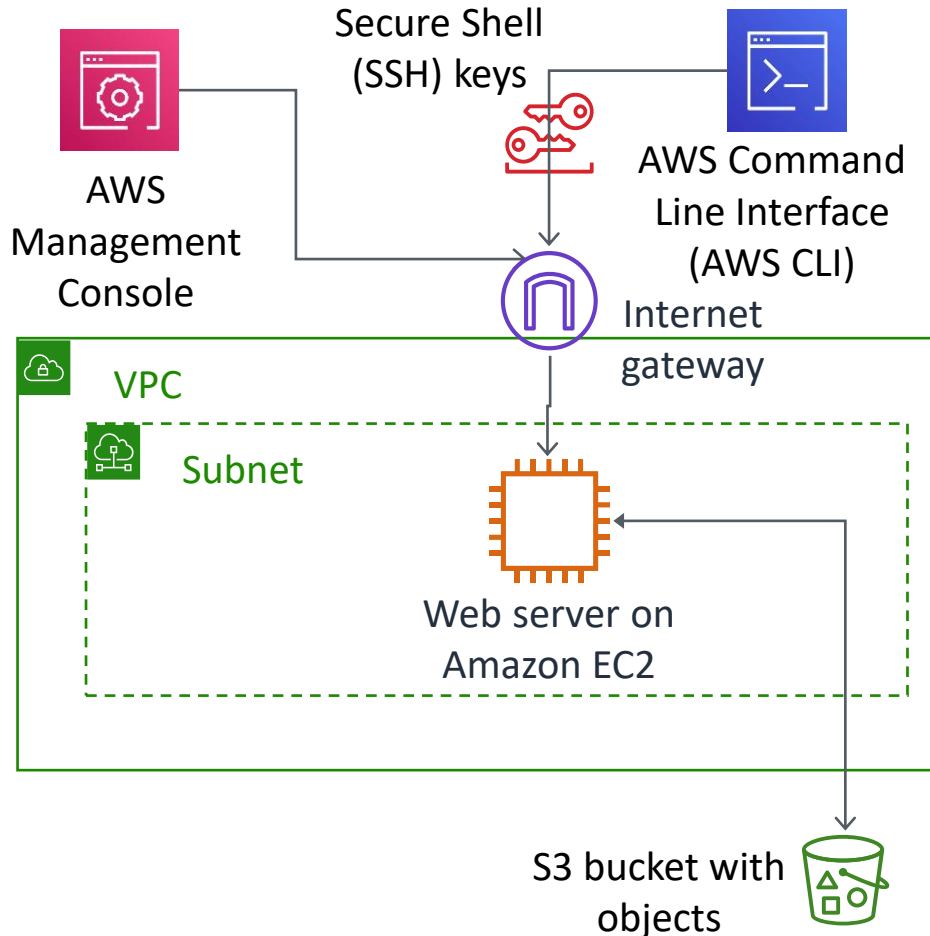 Secure Shell
(SSH) keys
AWS
Management
Console
AWS Command
Line Interface
(AWS CLI)
Internet
gateway
VPC
Subnet
Web server on
Amazon EC2
S3 bucket with
objects